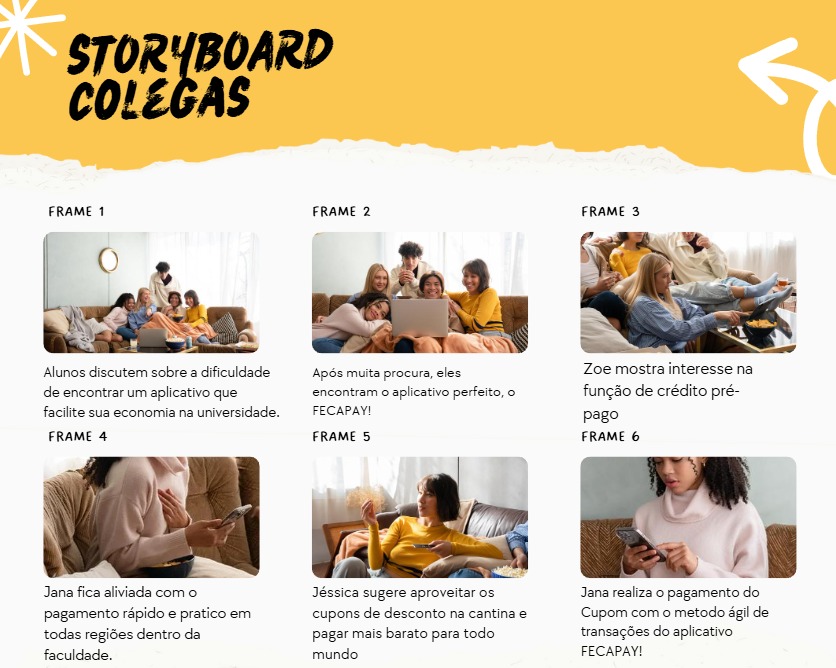 STORYBOARD
COLEGAS
FRAME 1
Alunos discutem sobre a dificuldade
de encontrar um aplicativo que
facilite sua economia na universidade.
FRAME 2
Após muita procura, eles
encontram o aplicativo perfeito, o
FECAPAY!
FRAME 3
Zoe mostra interesse na
função de crédito pré-
pago
FRAME 4
Jana fica aliviada com o
pagamento rápido e pratico em
todas regiões dentro da
faculdade.
FRAME 5
Jéssica sugere aproveitar os
cupons de desconto na cantina e
pagar mais barato para todo
mundo
FRAME 6
Jana realiza o pagamento do
Cupom com o metodo ágil de
transações do aplicativo
FECAPAY!